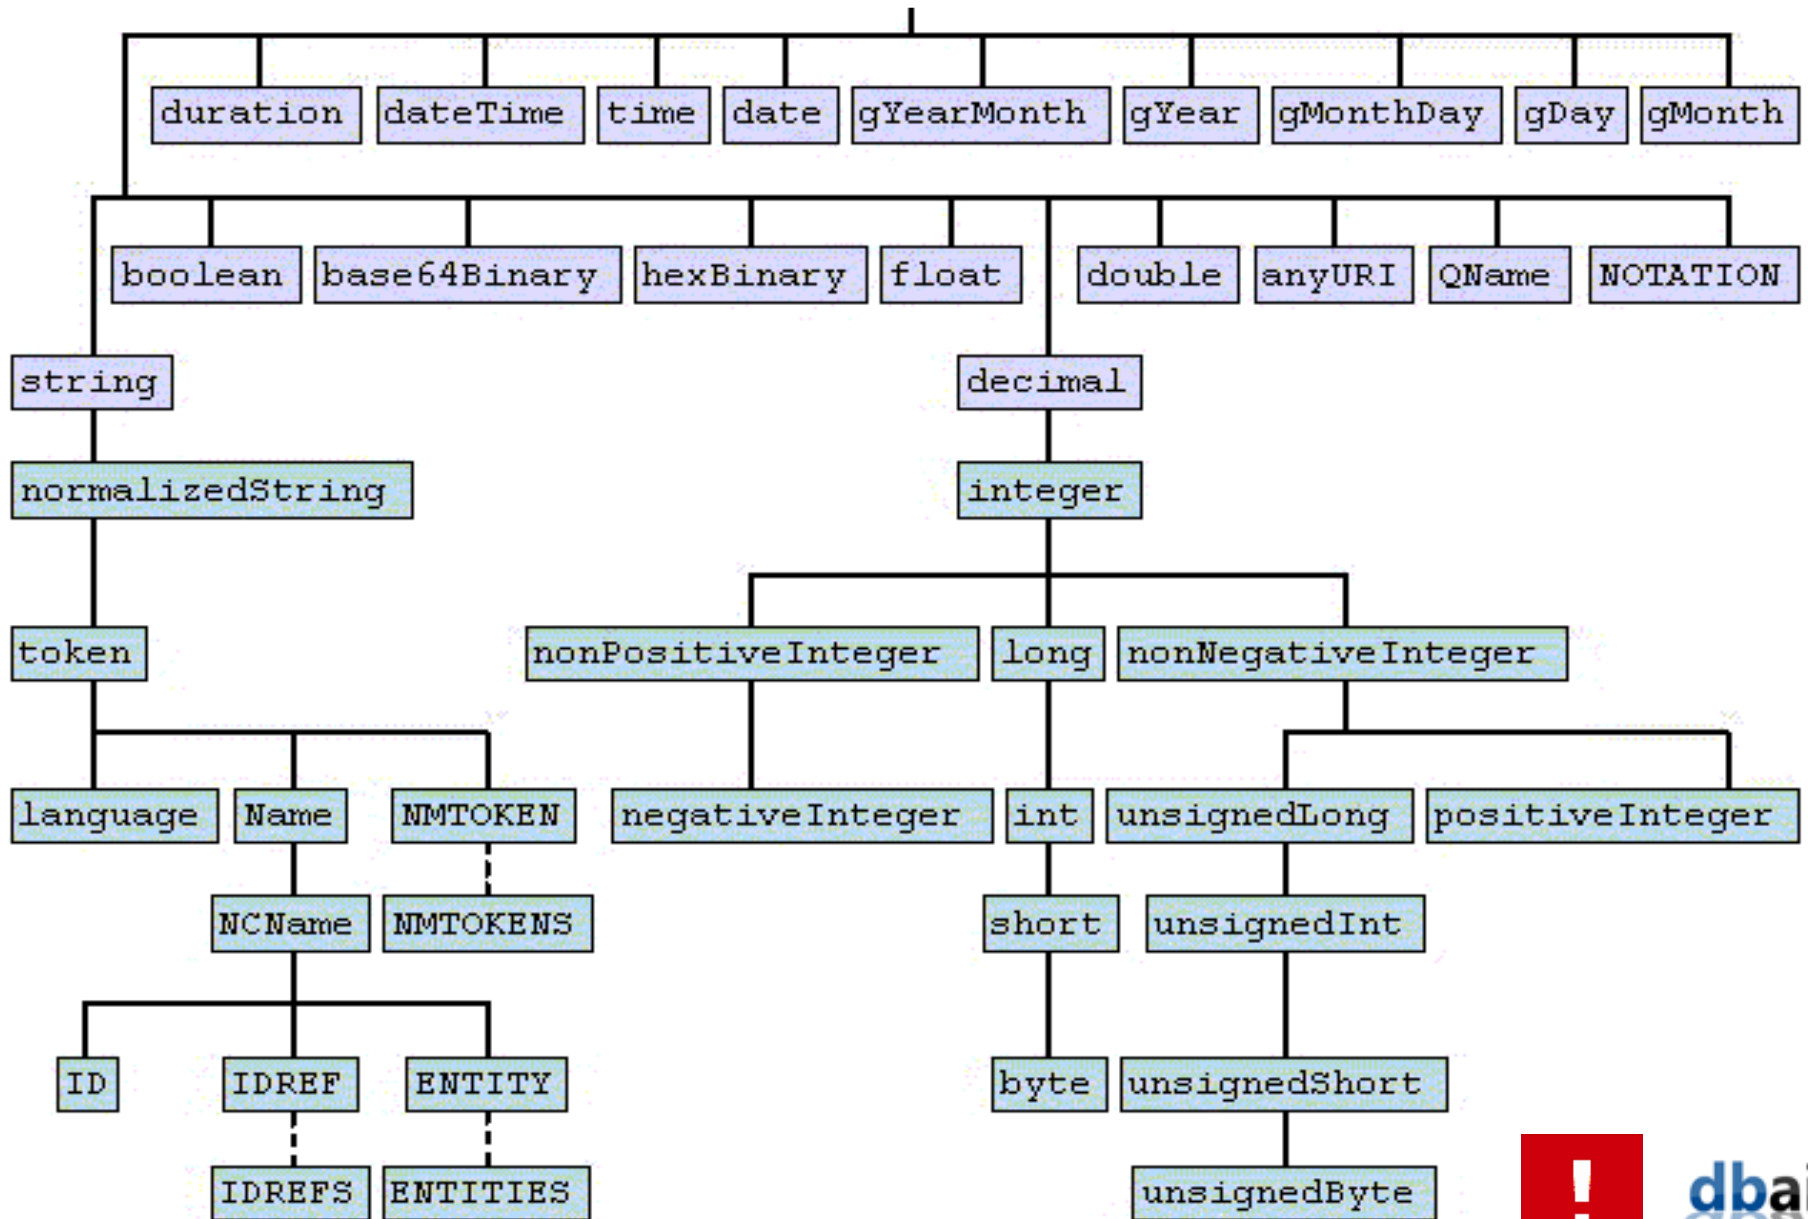 duration dateTime time date gYearMonth gYear gMonthDay gDay gMonth
boolean base64Binary hexBinary float double anyURI QName NOTATION
string decimal
normalizedString integer
token nonPositiveInteger long nonNegativeInteger
language Name NMTOKEN negativeInteger int unsignedLong positiveInteger
NCName NMTOKENS short unsignedInt
ID IDREF ENTITY byte unsignedShort
IDREFS ENTITIES unsignedByte
!
dbai